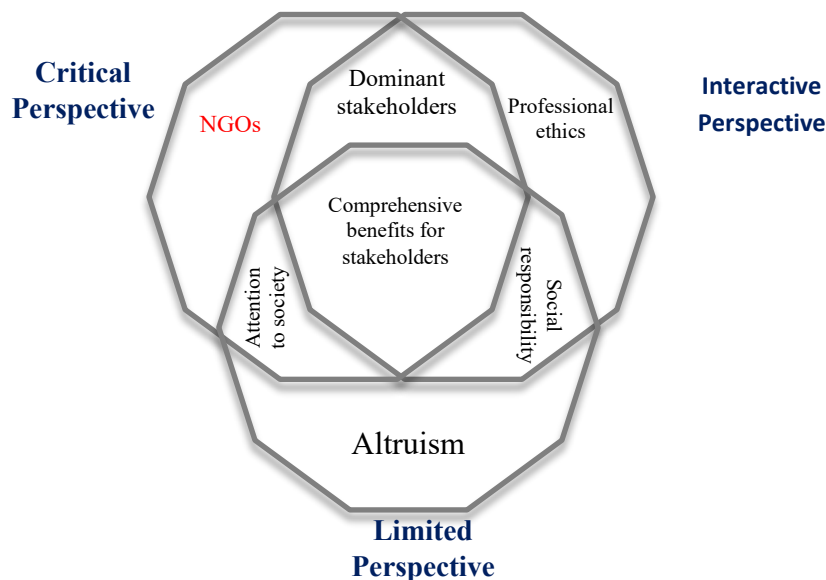 Critical
Perspective
Interactive
Perspective
NGOs
Dominant
stakeholders
Professional
ethics
Comprehensive
benefits for
stakeholders
Attention
to society
Social
responsibility
Altruism
Limited
Perspective